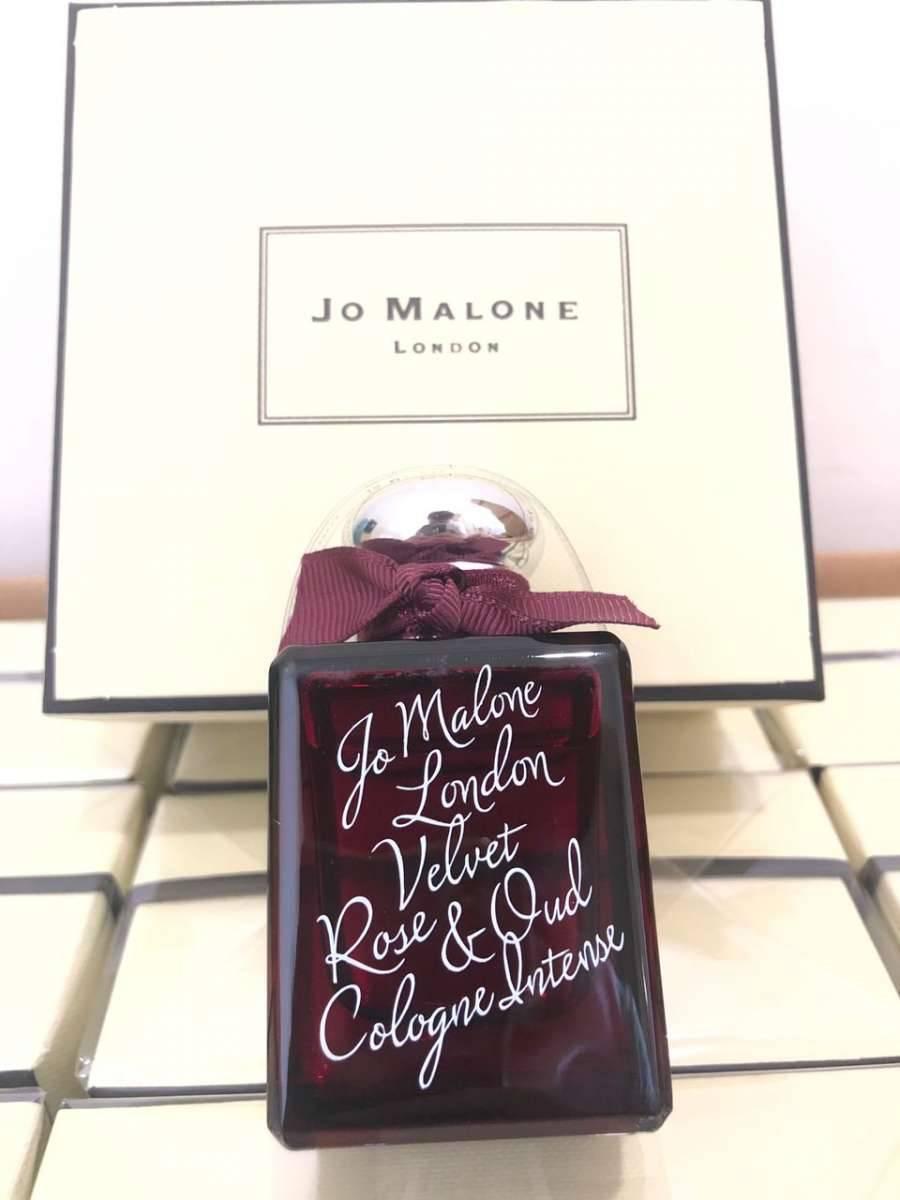 JO MALONE
LONDON
Jo Malone
London
Velvet
Rose & Oud
Cologne Intense